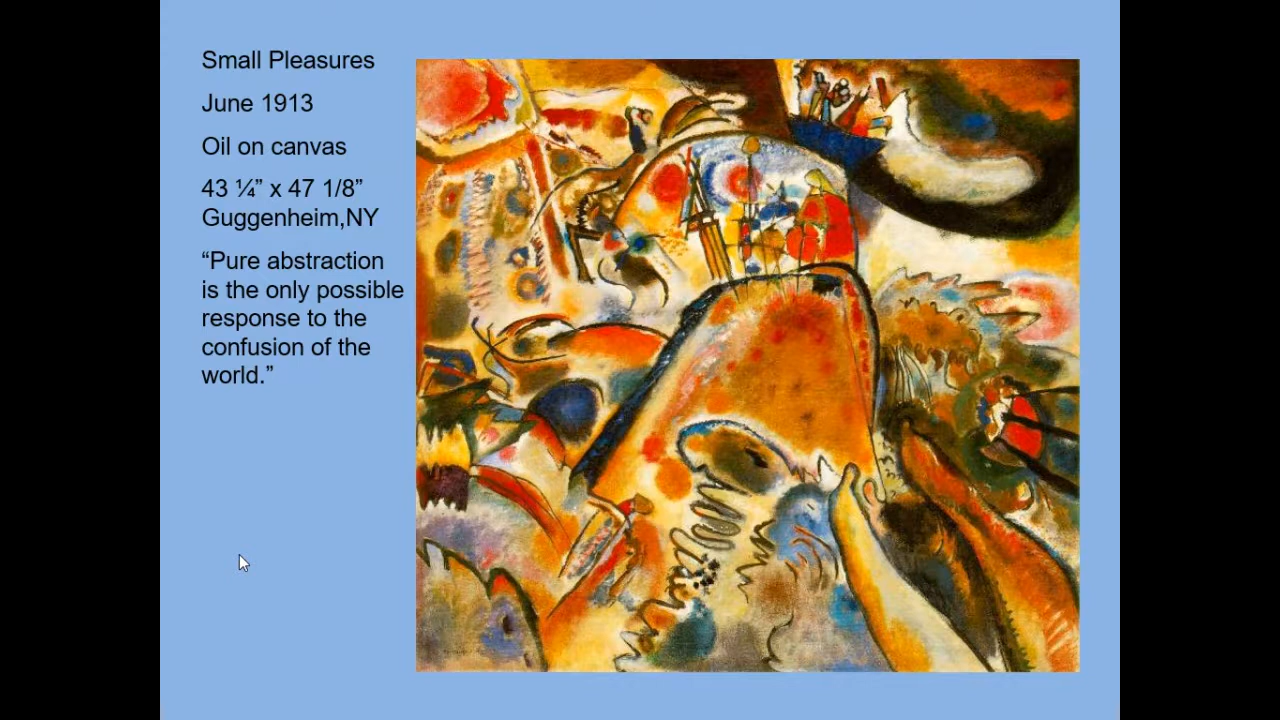 Small Pleasures
June 1913
Oil on canvas
43 ¼” x 47 1/8”
Guggenheim,NY
“Pure abstraction
is the only possible
response to the
confusion of the
world.”